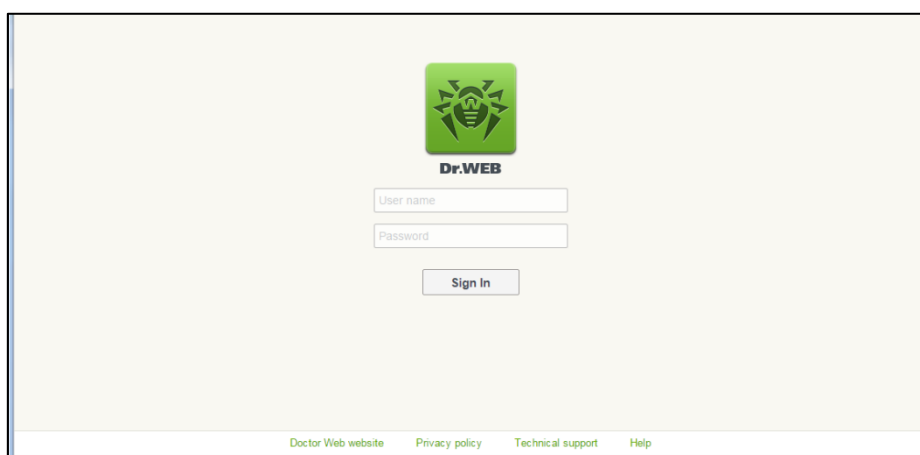 Dr.WEB
User name
Password
Sign In
Doctor Web website Privacy policy Technical support Help